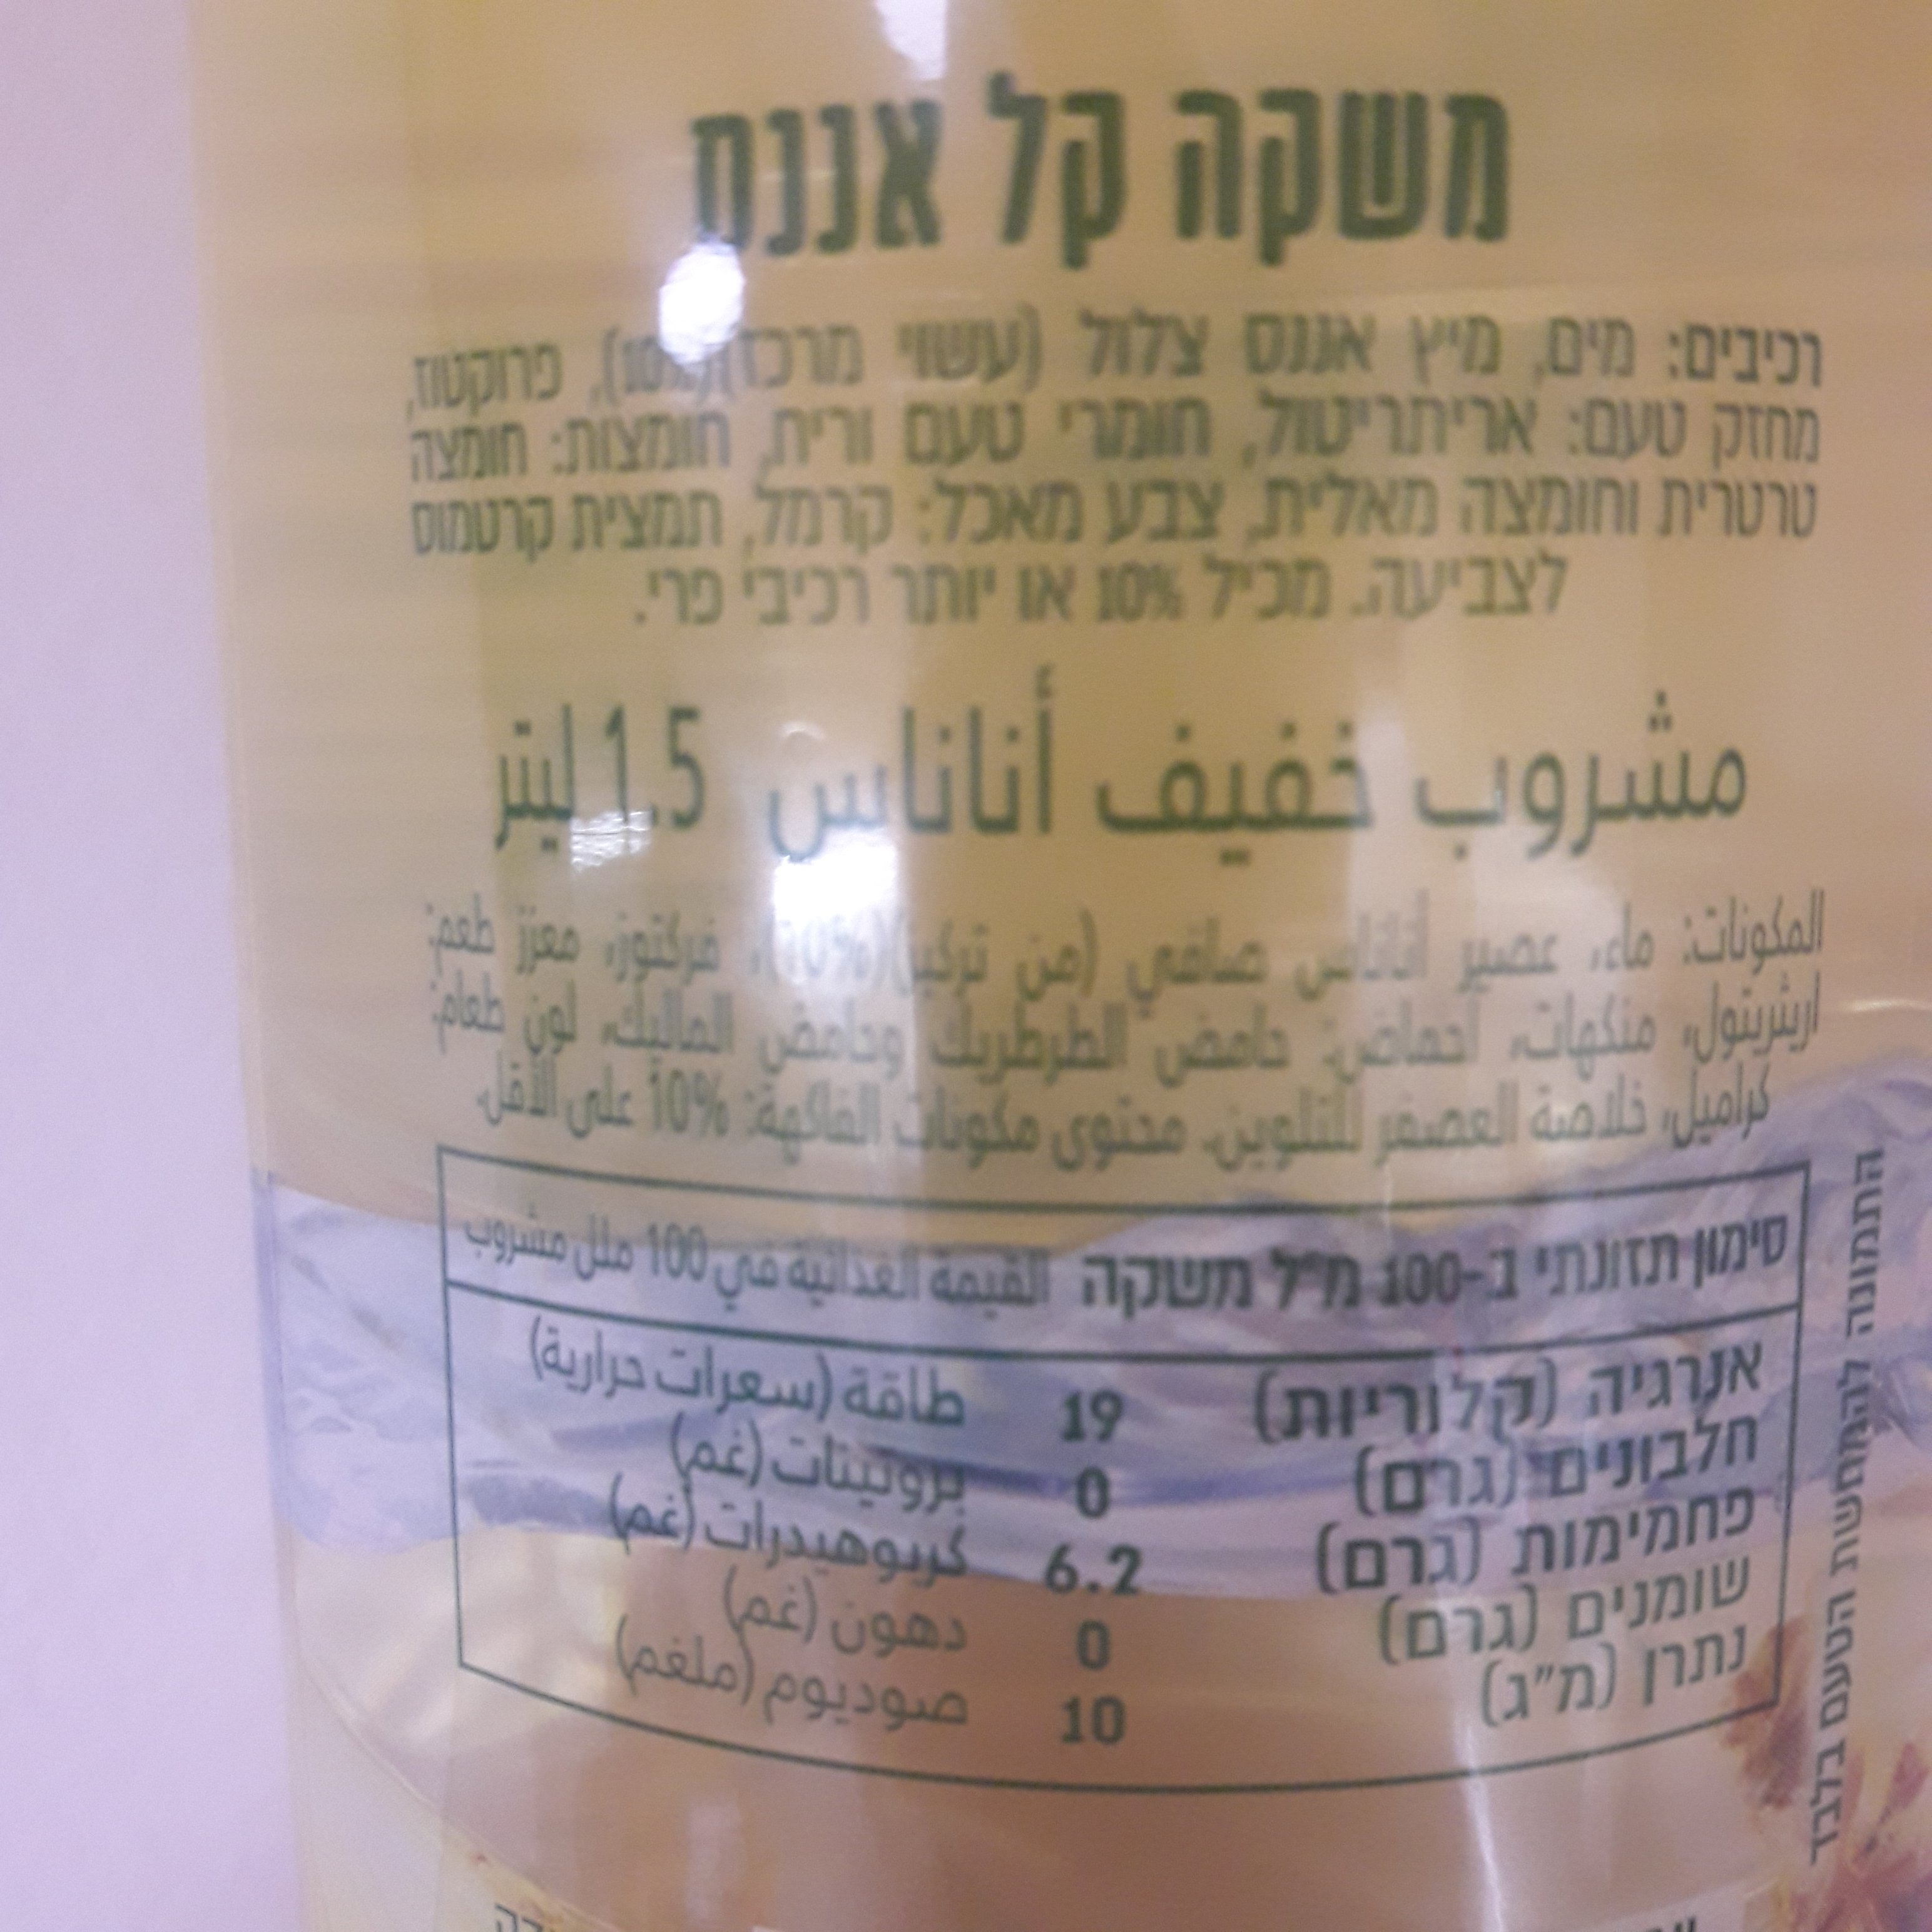 משקה קל אננס
רכיבים: מים, מיץ אננס צלול (עשוי מרכז)(10%), פרוקטוז,
מחזק טעם: אריתריטול, חומרי טעם וריח, חומצות: חומצה
טרטרית וחומצה מאלית, צבע מאכל: קרמל, תמצית קרטמוס
לצביעה. מכיל 10% או יותר רכיבי פרי.
مشروب خفيف أناناس 1.5 ليتر
المكونات: ماء، عصير أناناس صافي (من تركيز)(10%)، فركتوز، معزز طعم:
اريثريتول، منكهات، أحماض: حامض الطرطريك وحامض الماليك، لون طعام:
كراميل، خلاصة العصفر للتلوين. محتوى مكونات الفاكهة: 10% على الأقل.
סימון תזונתי ב-100 מ"ל משקה القيمة الغذائية في 100 ملل مشروب
אנרגיה (קלוריות) 19 طاقة (سعرات حرارية)
חלבונים (גרם) 0 بروتينات (غم)
פחמימות (גרם) 6.2 كربوهيدرات (غم)
שומנים (גרם) 0 دهون (غم)
נתרן (מ"ג) 10 صوديوم (ملغم)
התמונה להמחשת הטעם בלבד